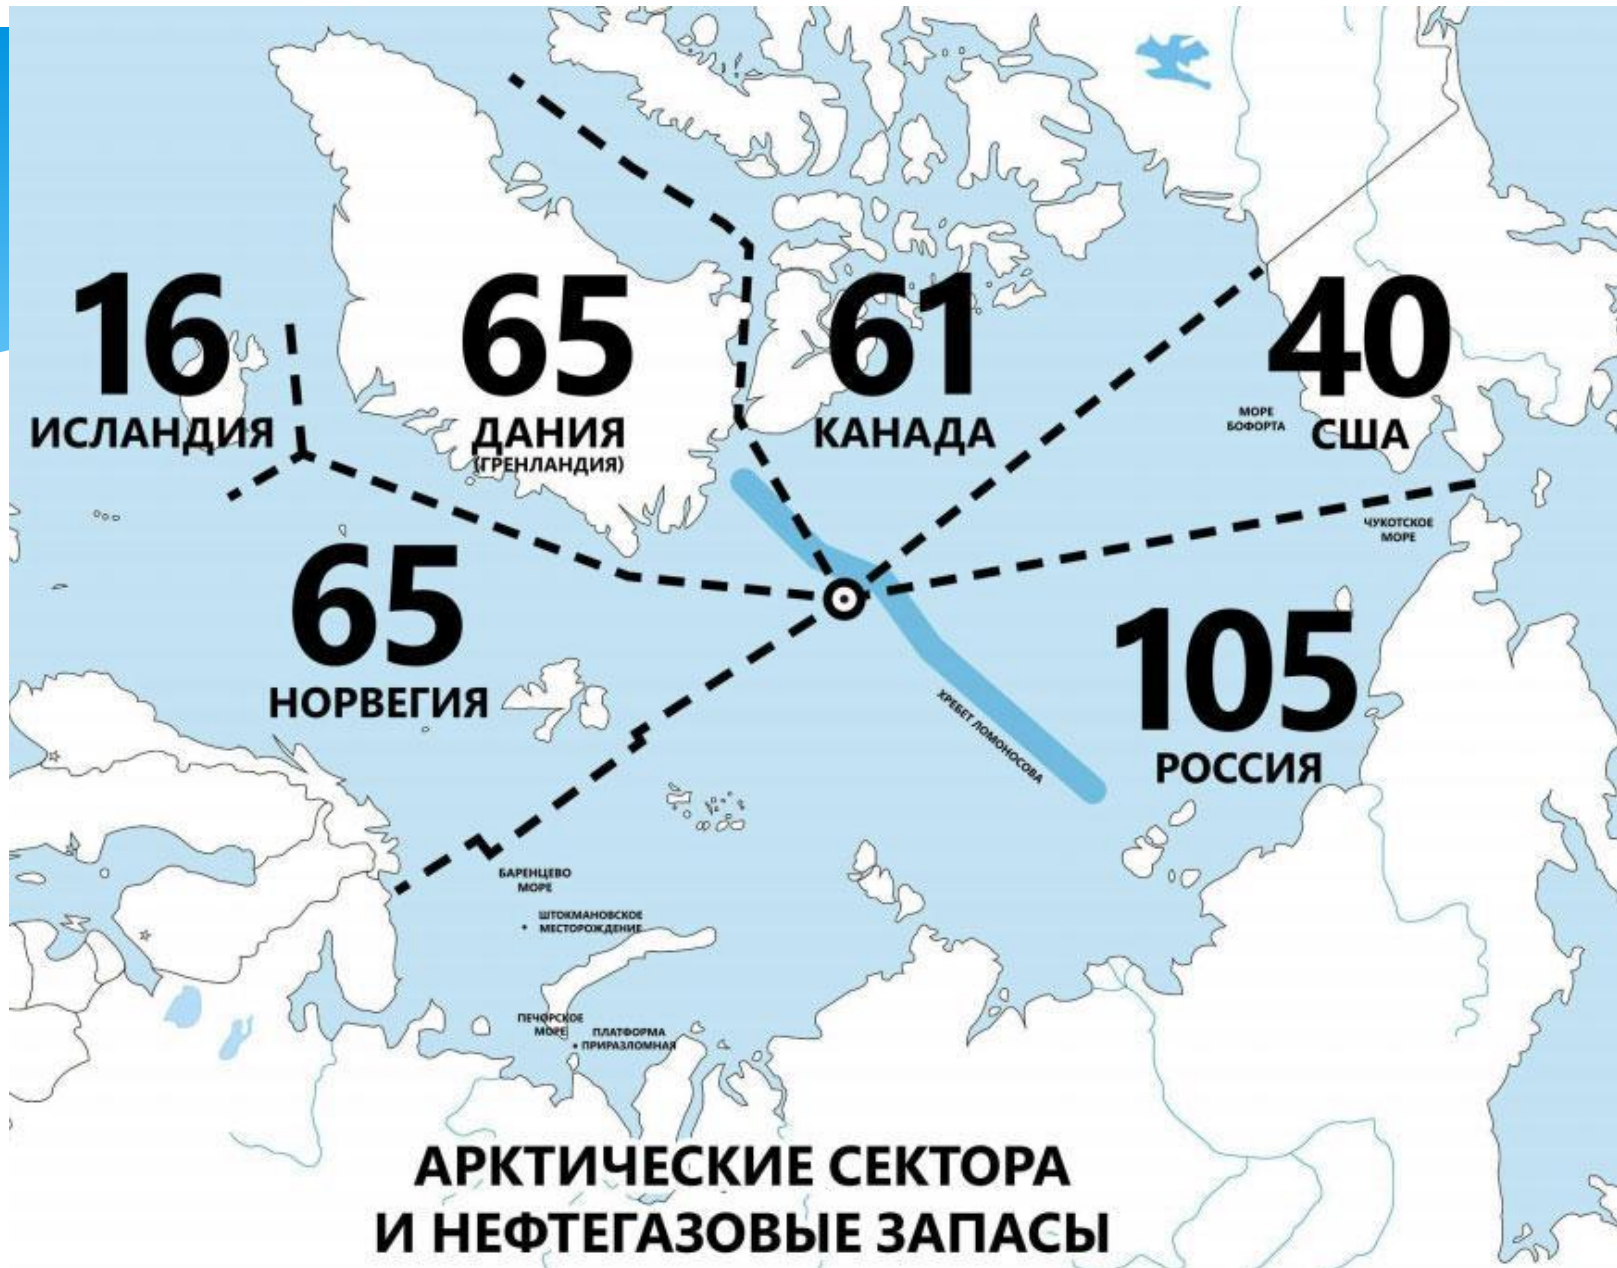 16
ИСЛАНДИЯ
65
ДАНИЯ
(ГРЕНЛАНДИЯ)
61
КАНАДА
40
США
МОРЕ
БОФОРТА
ЧУКОТСКОЕ
МОРЕ
65
НОРВЕГИЯ
105
РОССИЯ
ХРЕБЕТ ЛОМОНОСОВА
БАРЕНЦЕВО
МОРЕ
ШТОКМАНОВСКОЕ
МЕСТОРОЖДЕНИЕ
ПЕЧОРСКОЕ
МОРЕ
ПЛАТФОРМА
ПРИРАЗЛОМНАЯ
АРКТИЧЕСКИЕ СЕКТОРА
И НЕФТЕГАЗОВЫЕ ЗАПАСЫ